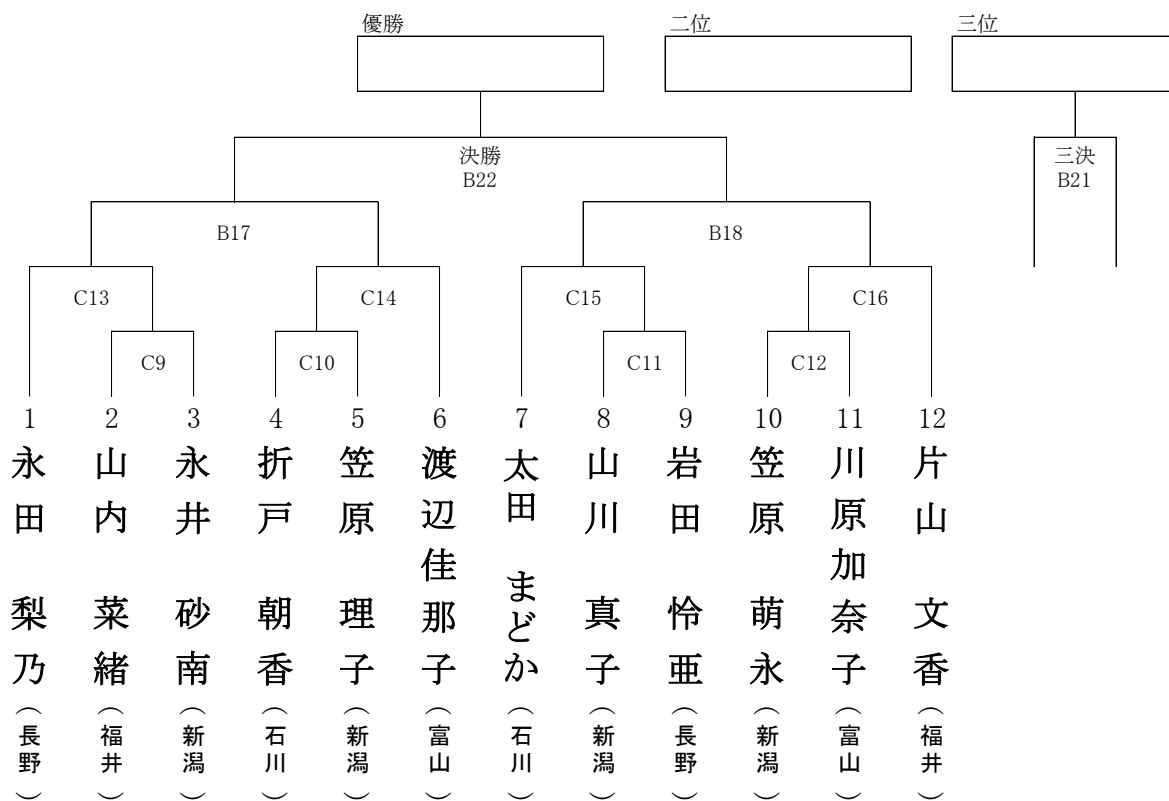 優勝 二位 三位
決勝 三決
B22 B21
B17 B18
C13 C14 C15 C16
C9 C10 C11 C12
1 2 3 4 5 6 7 8 9 10 11 12
永田 梨乃（長野）
山内 菜緒（福井）
永井 砂南（新潟）
折戸 朝香（石川）
笠原 理子（新潟）
渡辺佳那子（富山）
太田 まどか（石川）
山川 真子（新潟）
岩田 怜亜（長野）
笠原 萌永（新潟）
川原加奈子（富山）
片山 文香（福井）